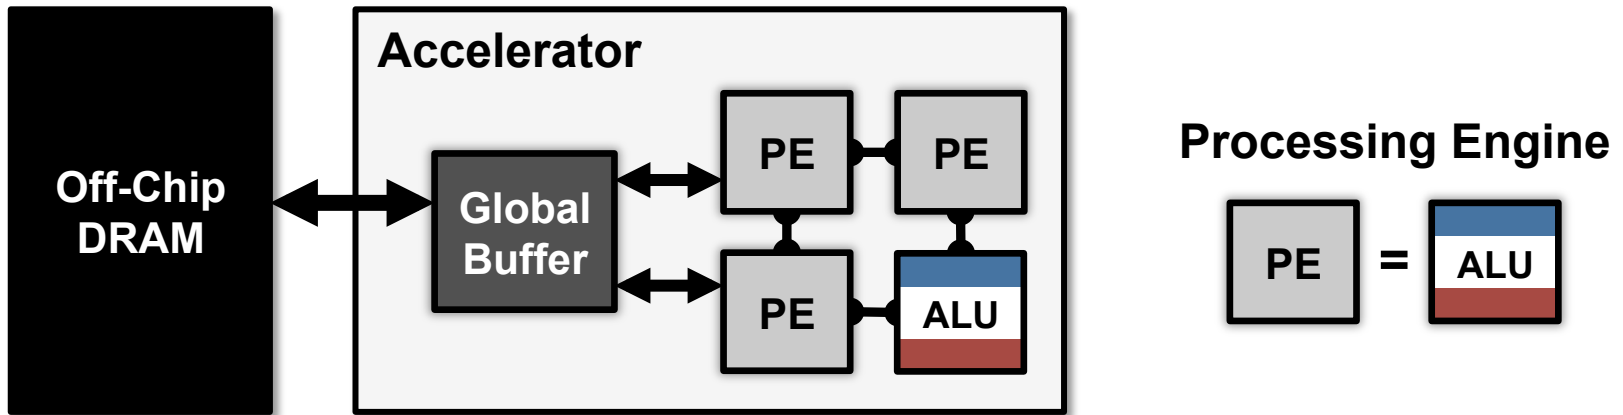 Accelerator
Off-Chip
DRAM
Global
Buffer
PE
PE
PE
ALU
Processing Engine
PE
=
ALU